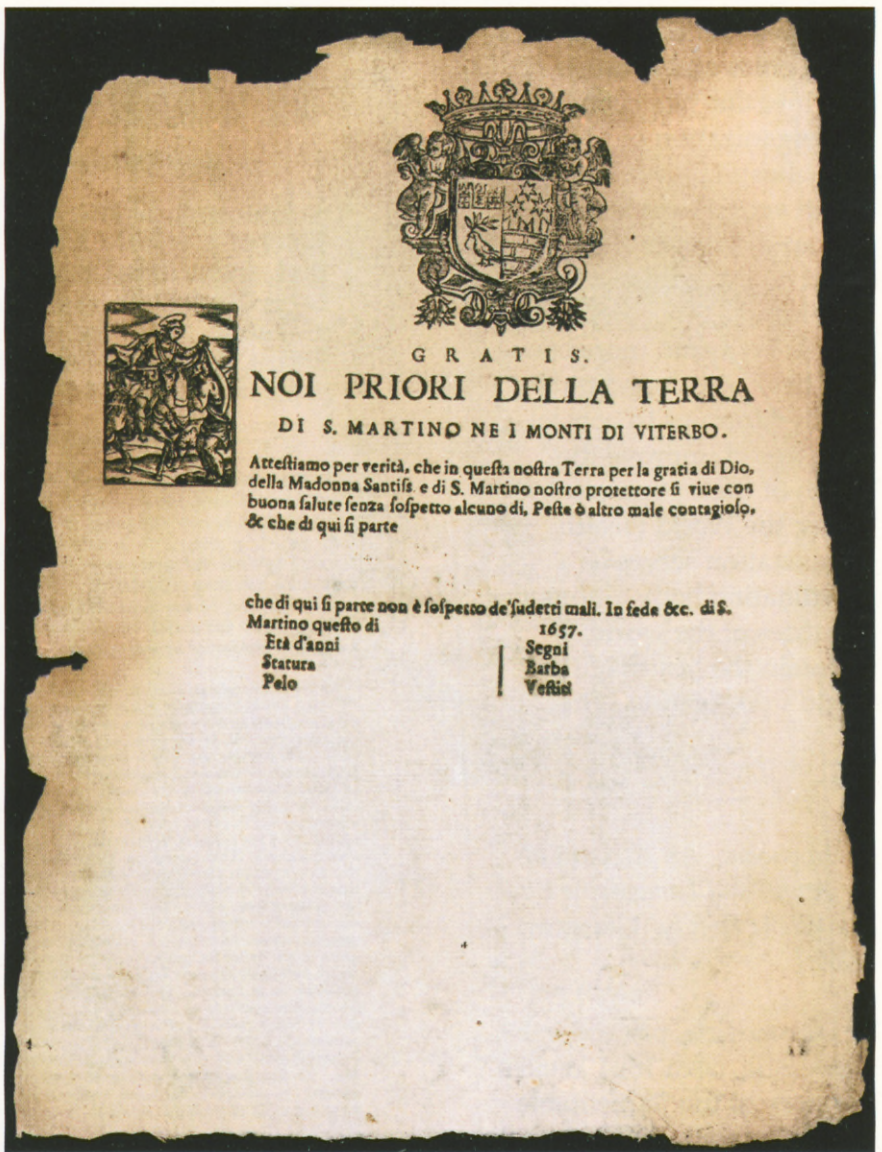 G R A T I S.
NOI PRIORI DELLA TERRA
DI S. MARTINO NE I MONTI DI VITERBO.
Atteſtiamo per verità, che in queſta noſtra Terra per la gratia di Dio,
della Madonna Santiſs. e di S. Martino noſtro protettore ſi viue con
buona ſalute ſenza ſoſpetto alcuno di, Peſte ò altro male contagioſo,
& che di qui ſi parte
che di qui ſi parte non è ſoſpetto de'ſudetti mali. In fede &c. di S.
Martino queſto di 1657.
Età d'anni Segni
Statura Barba
Pelo Veſtiti